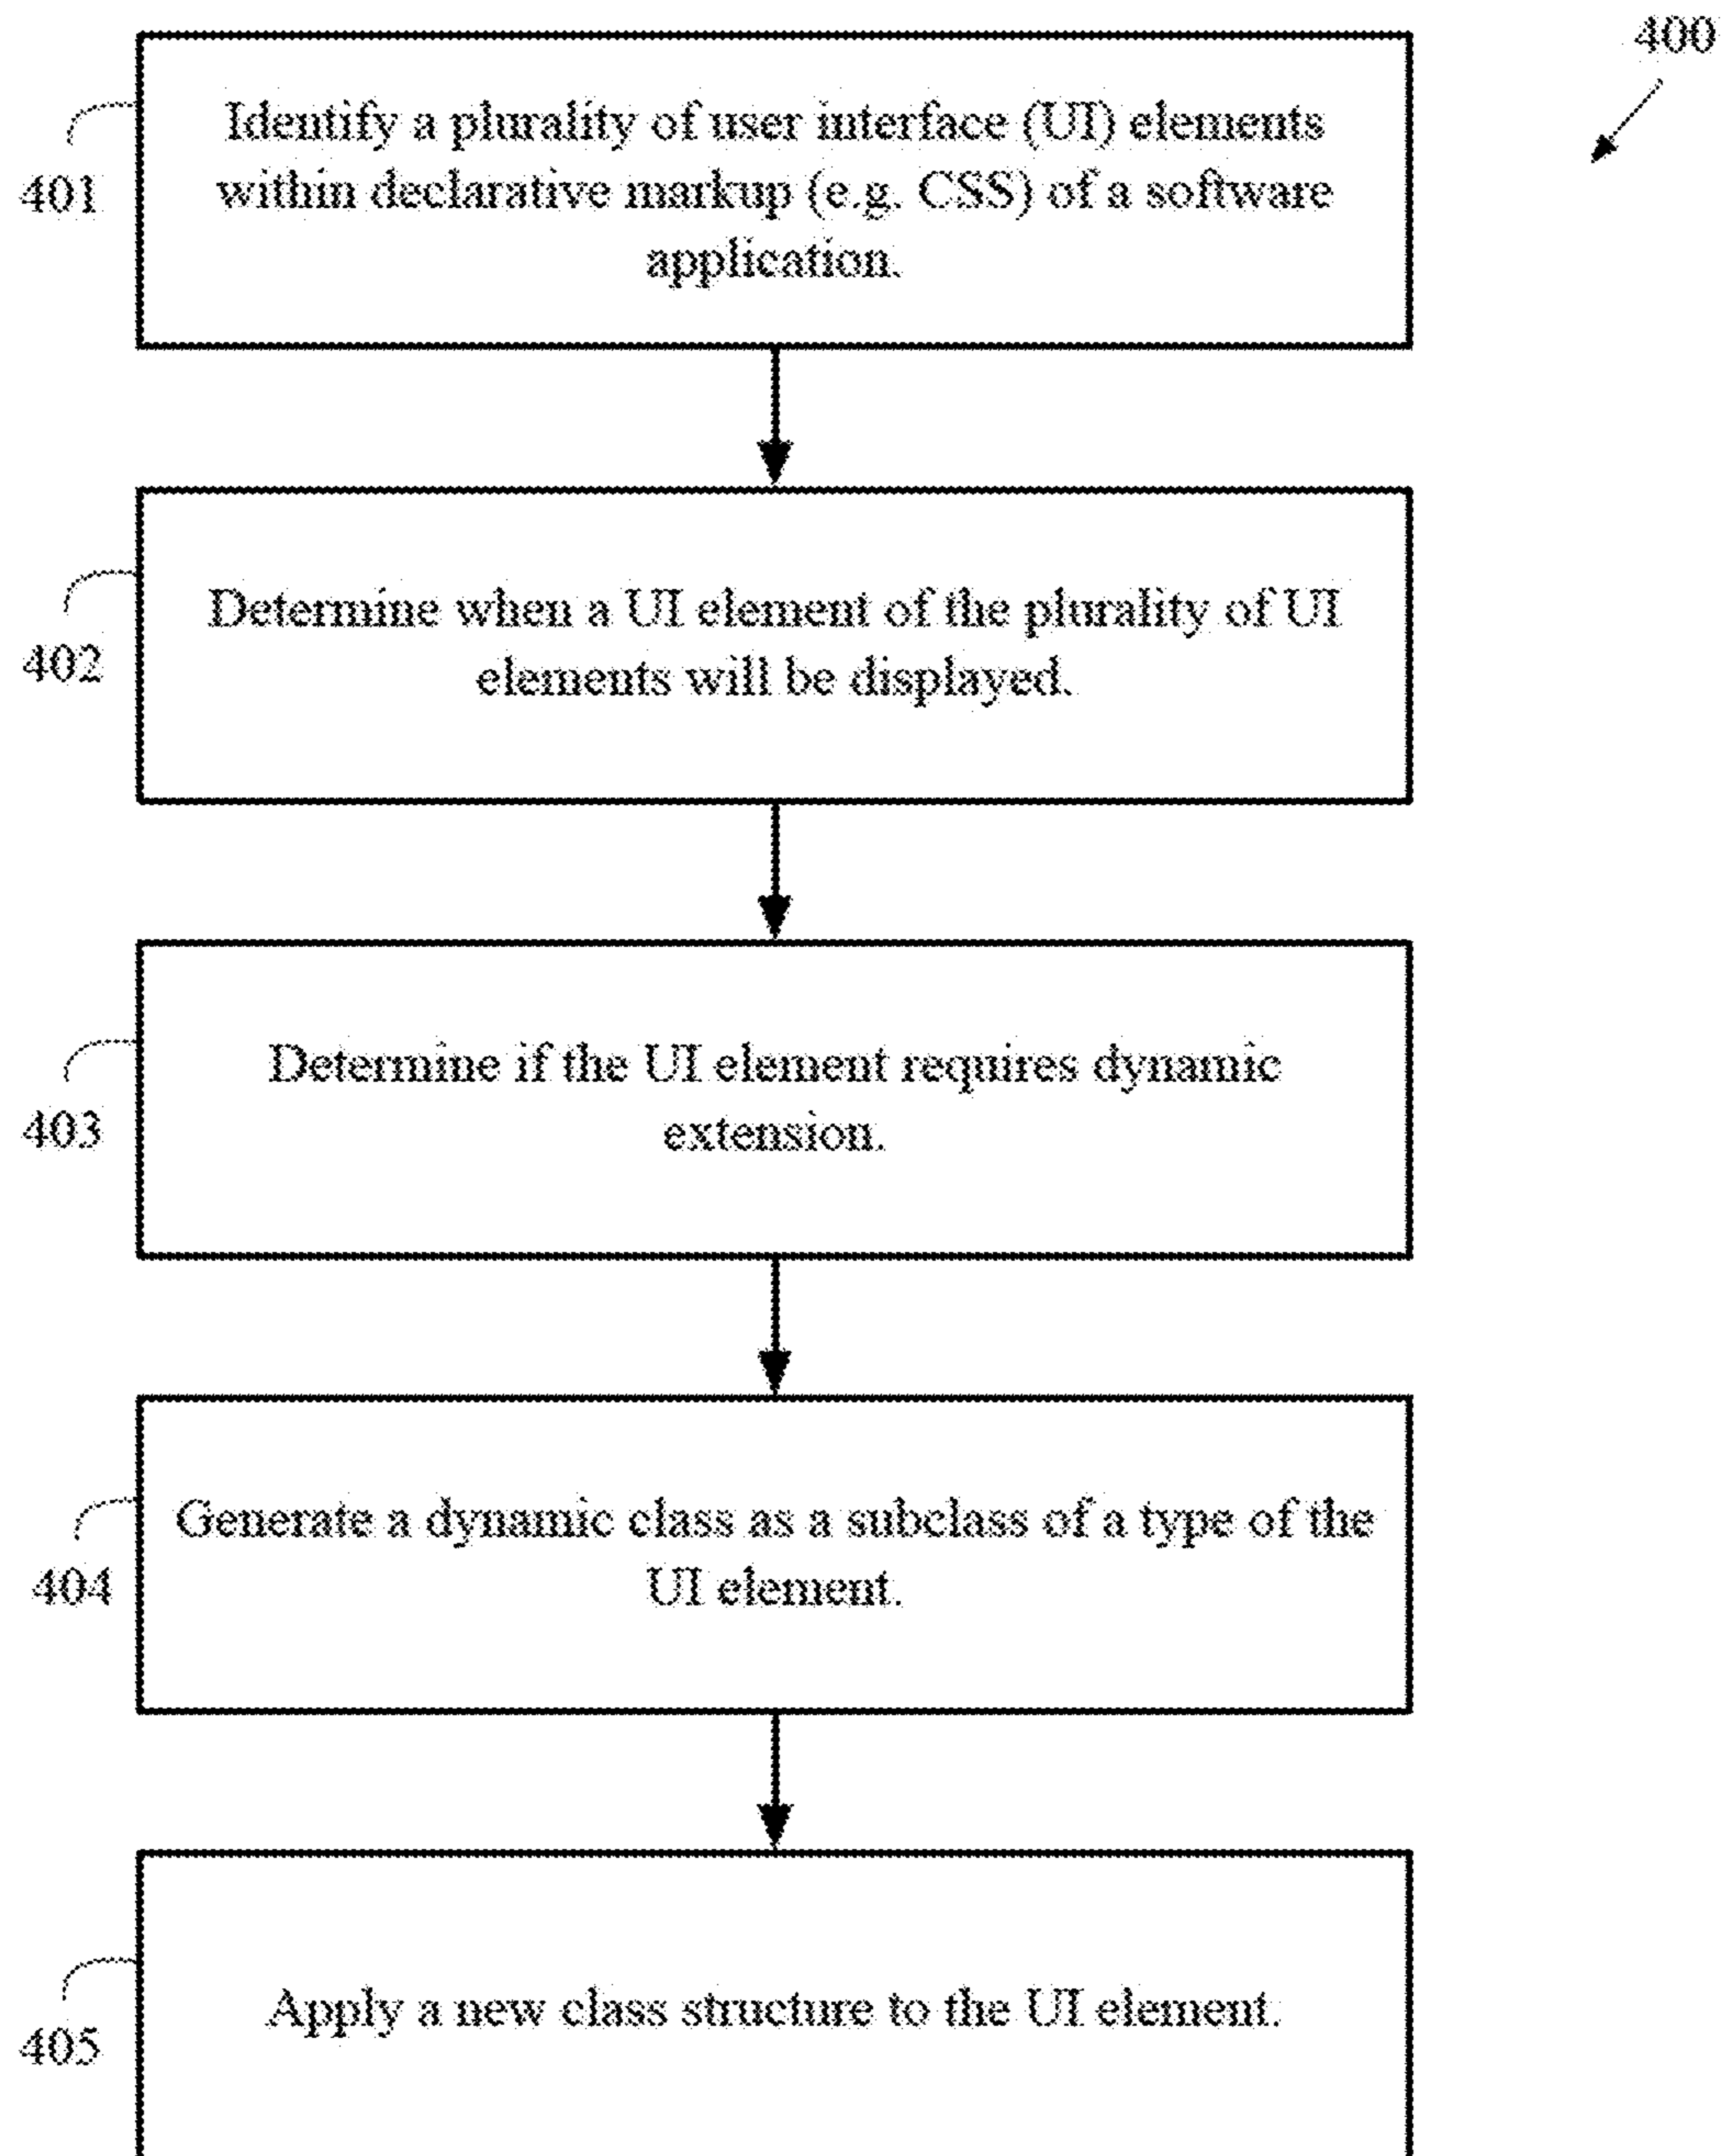 400
Identify a plurality of user interface (UI) elements
within declarative markup (e.g. CSS) of a software
application.
401
Determine when a UI element of the plurality of UI
elements will be displayed.
402
Determine if the UI element requires dynamic
extension.
403
Generate a dynamic class as a subclass of a type of the
UI element.
404
Apply a new class structure to the UI element.
405